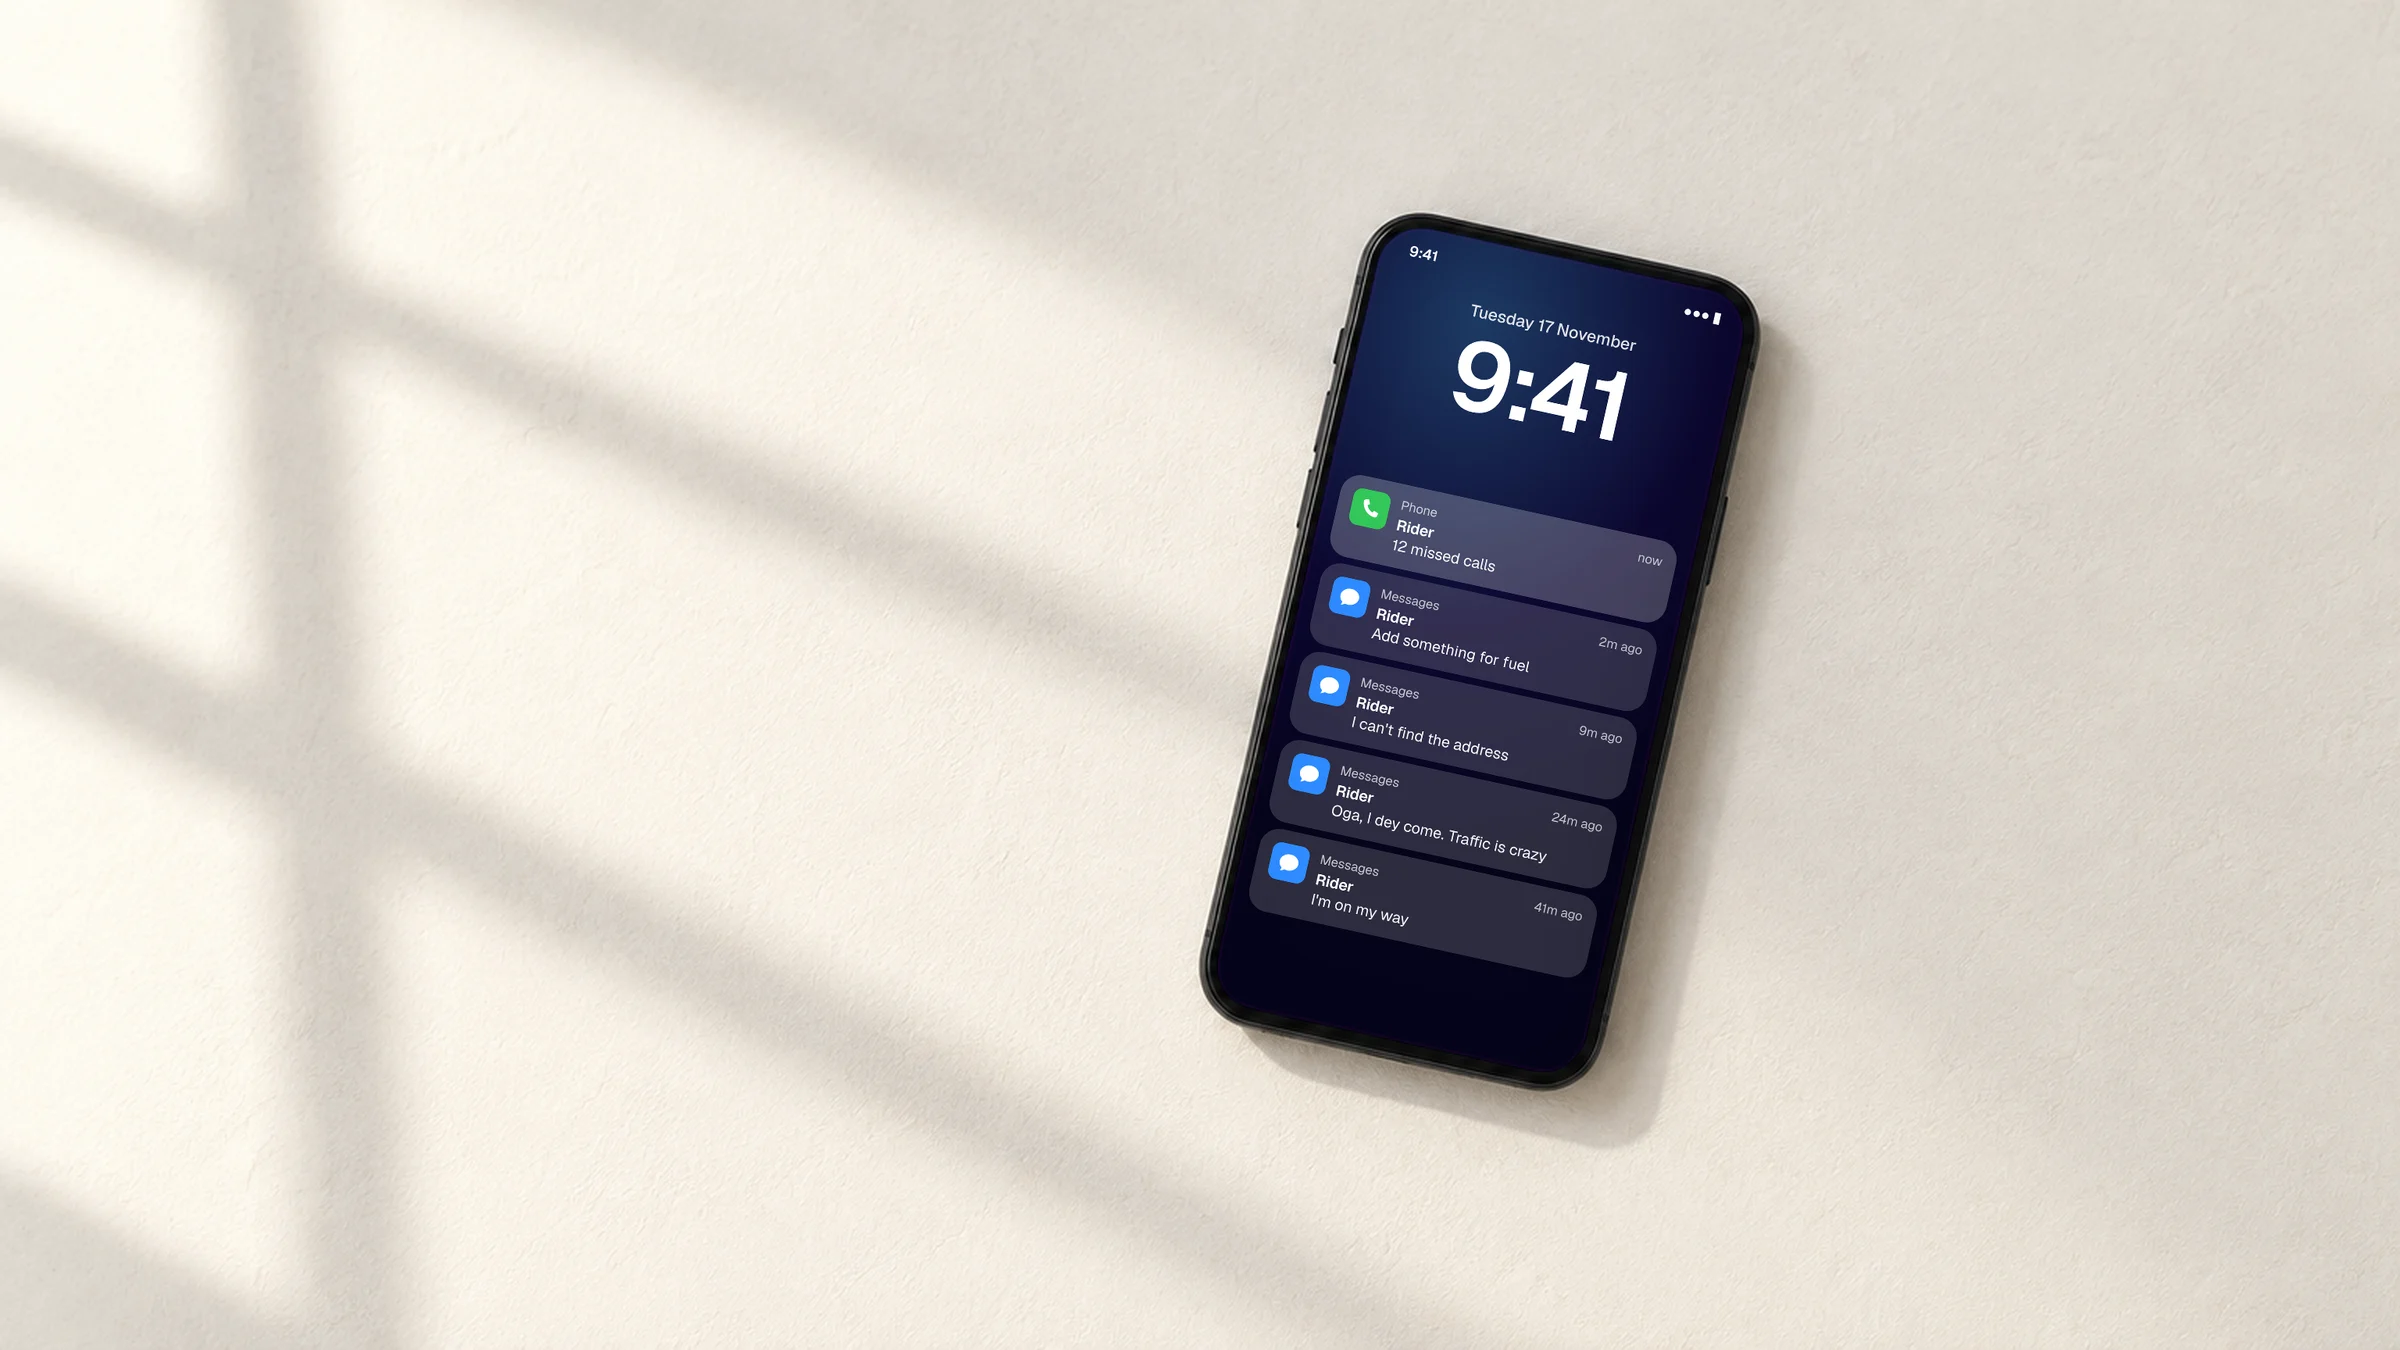 9:41
Tuesday 17 November
9:41
Phone
Rider
12 missed calls
now
Messages
Rider
Add something for fuel
2m ago
Messages
Rider
I can't find the address
9m ago
Messages
Rider
Oga, I dey come. Traffic is crazy
24m ago
Messages
Rider
I'm on my way
41m ago